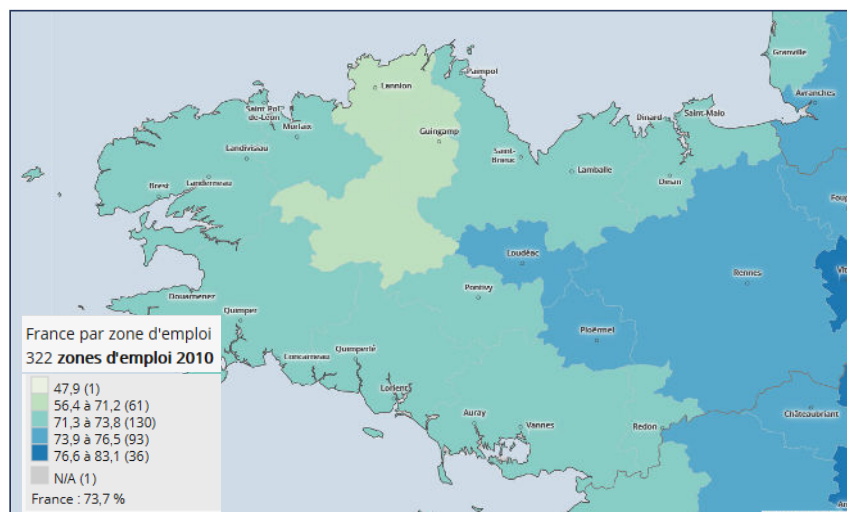 Granville
Paimpol
Lannion
Avranches
Saint Pol
de-Léon
Dinard
Saint-Malo
Morlaix
Guingamp
Landivisiau
Saint-
Brieuc
Lamballe
Dinan
Landerneau
Brest
Foug
Loudéac
Rennes
Vit
Pontivy
Douarnenez
Quimper
Ploërmel
Concarneau
Quimperlé
Lorient
Châteaubriant
Auray
Vannes
Redon
An
France par zone d'emploi
322 zones d'emploi 2010
47,9 (1)
56,4 à 71,2 (61)
71,3 à 73,8 (130)
73,9 à 76,5 (93)
76,6 à 83,1 (36)
N/A (1)
France : 73,7 %